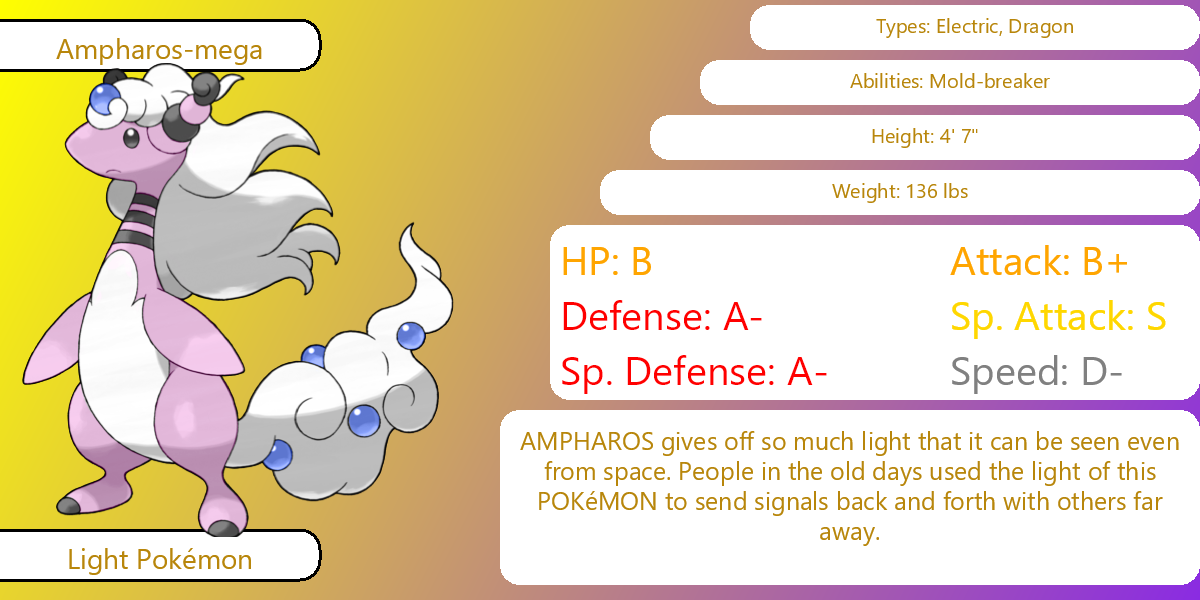 Ampharos-mega
Types: Electric, Dragon
Abilities: Mold-breaker
Height: 4' 7"
Weight: 136 lbs
HP: B
Attack: B+
Defense: A-
Sp. Attack: S
Sp. Defense: A-
Speed: D-
AMPHAROS gives off so much light that it can be seen even
from space. People in the old days used the light of this
POKéMON to send signals back and forth with others far
away.
Light Pokémon